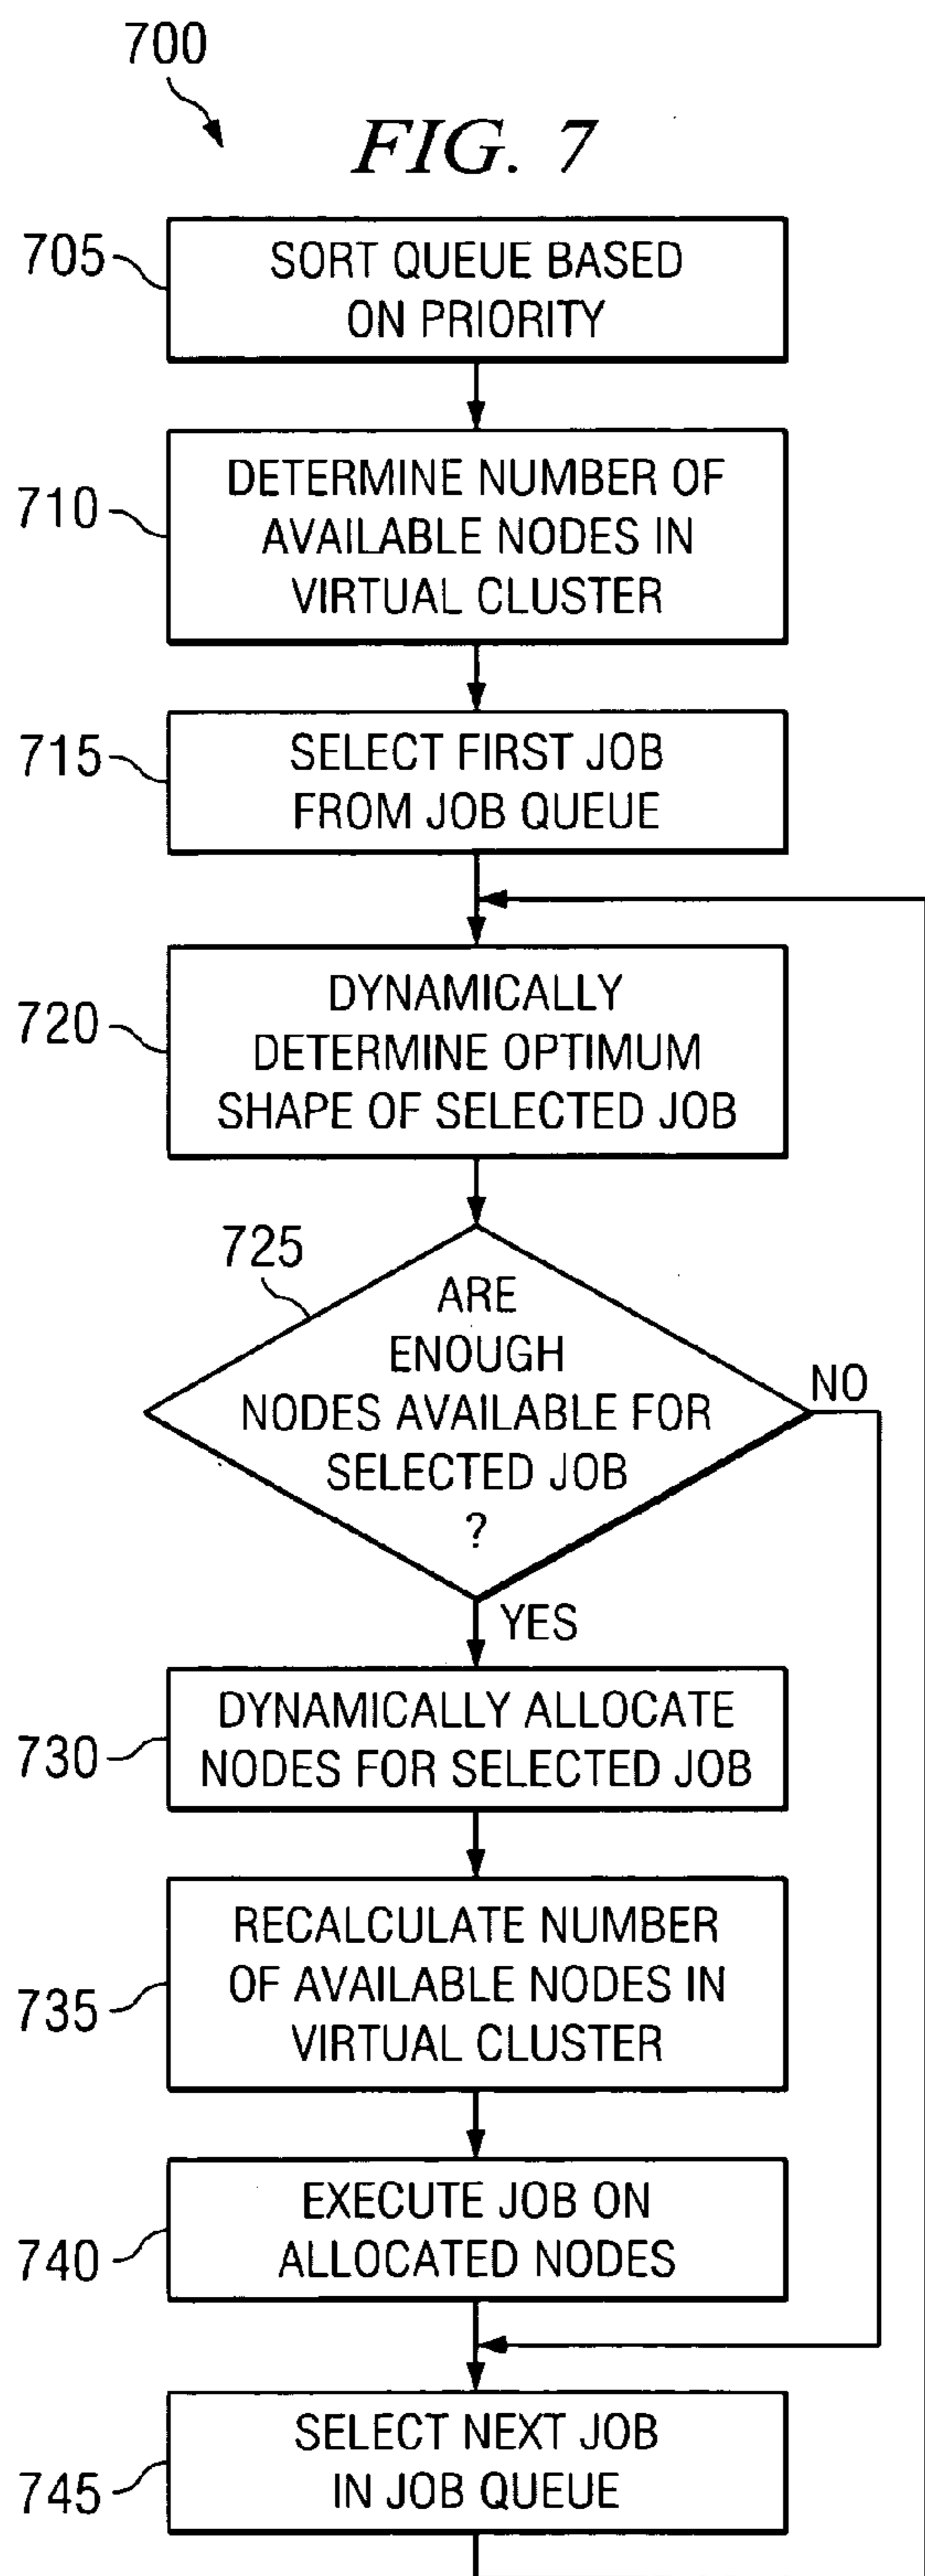 700
FIG. 7
705
SORT QUEUE BASED
ON PRIORITY
710
DETERMINE NUMBER OF
AVAILABLE NODES IN
VIRTUAL CLUSTER
715
SELECT FIRST JOB
FROM JOB QUEUE
720
DYNAMICALLY
DETERMINE OPTIMUM
SHAPE OF SELECTED JOB
725
ARE
ENOUGH
NODES AVAILABLE FOR
SELECTED JOB
?
NO
YES
730
DYNAMICALLY ALLOCATE
NODES FOR SELECTED JOB
735
RECALCULATE NUMBER
OF AVAILABLE NODES IN
VIRTUAL CLUSTER
740
EXECUTE JOB ON
ALLOCATED NODES
745
SELECT NEXT JOB
IN JOB QUEUE